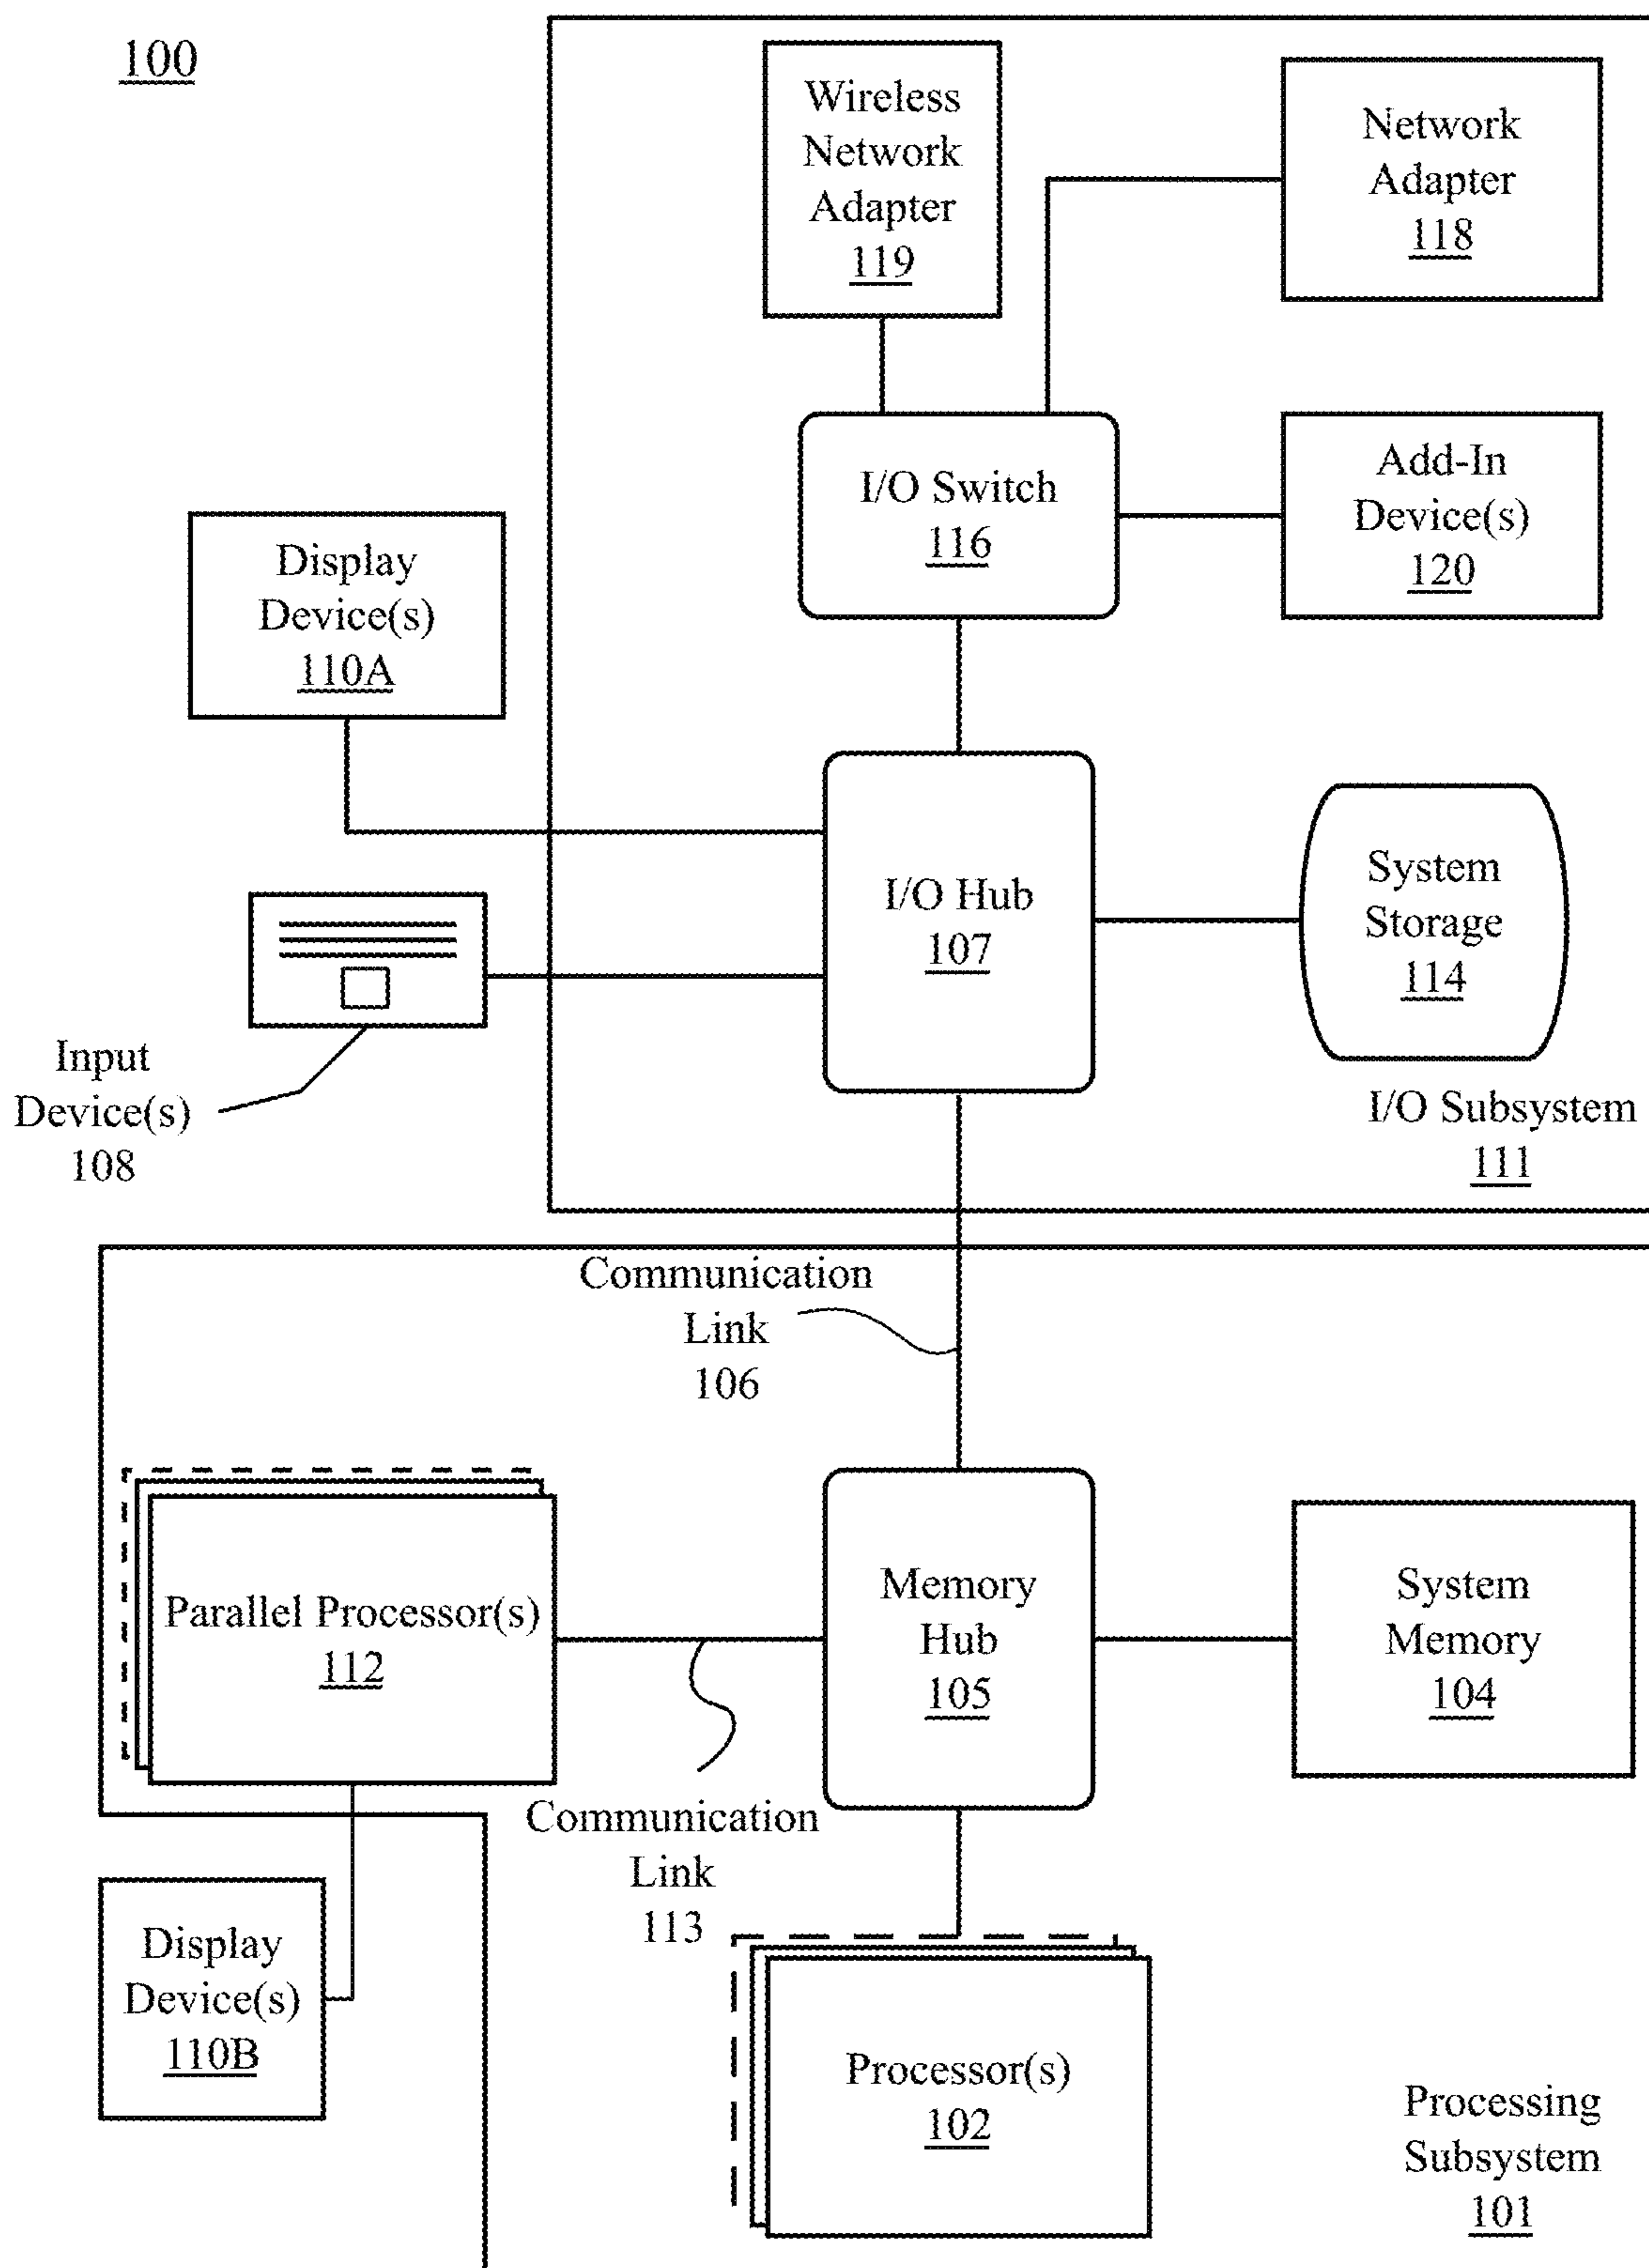 100
Wireless
Network
Adapter
119
Network
Adapter
118
I/O Switch
116
Add-In
Device(s)
120
Display
Device(s)
110A
I/O Hub
107
System
Storage
114
Input
Device(s)
108
I/O Subsystem
111
Communication
Link
106
Parallel Processor(s)
112
Memory
Hub
105
System
Memory
104
Communication
Link
113
Display
Device(s)
110B
Processor(s)
102
Processing
Subsystem
101